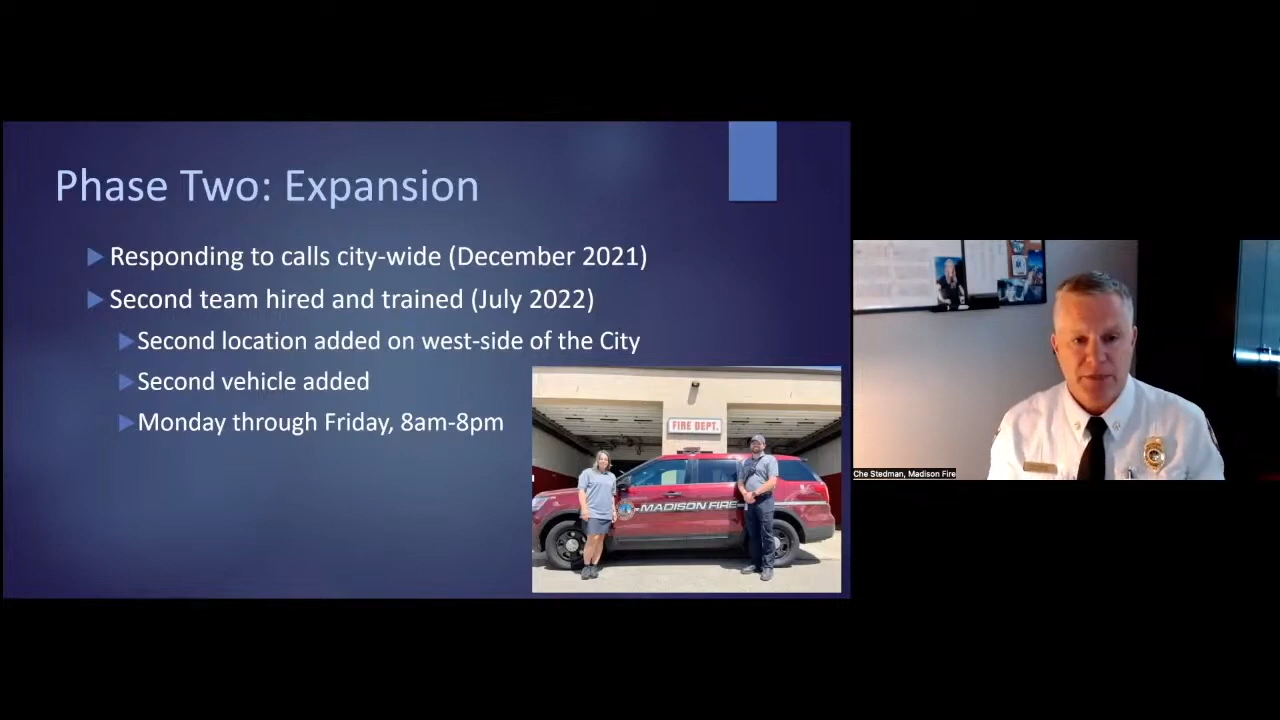 Phase Two: Expansion
Responding to calls city-wide (December 2021)
Second team hired and trained (July 2022)
Second location added on west-side of the City
Second vehicle added
Monday through Friday, 8am-8pm
FIRE DEPT.
MADISON FIRE
Che Stedman, Madison Fire